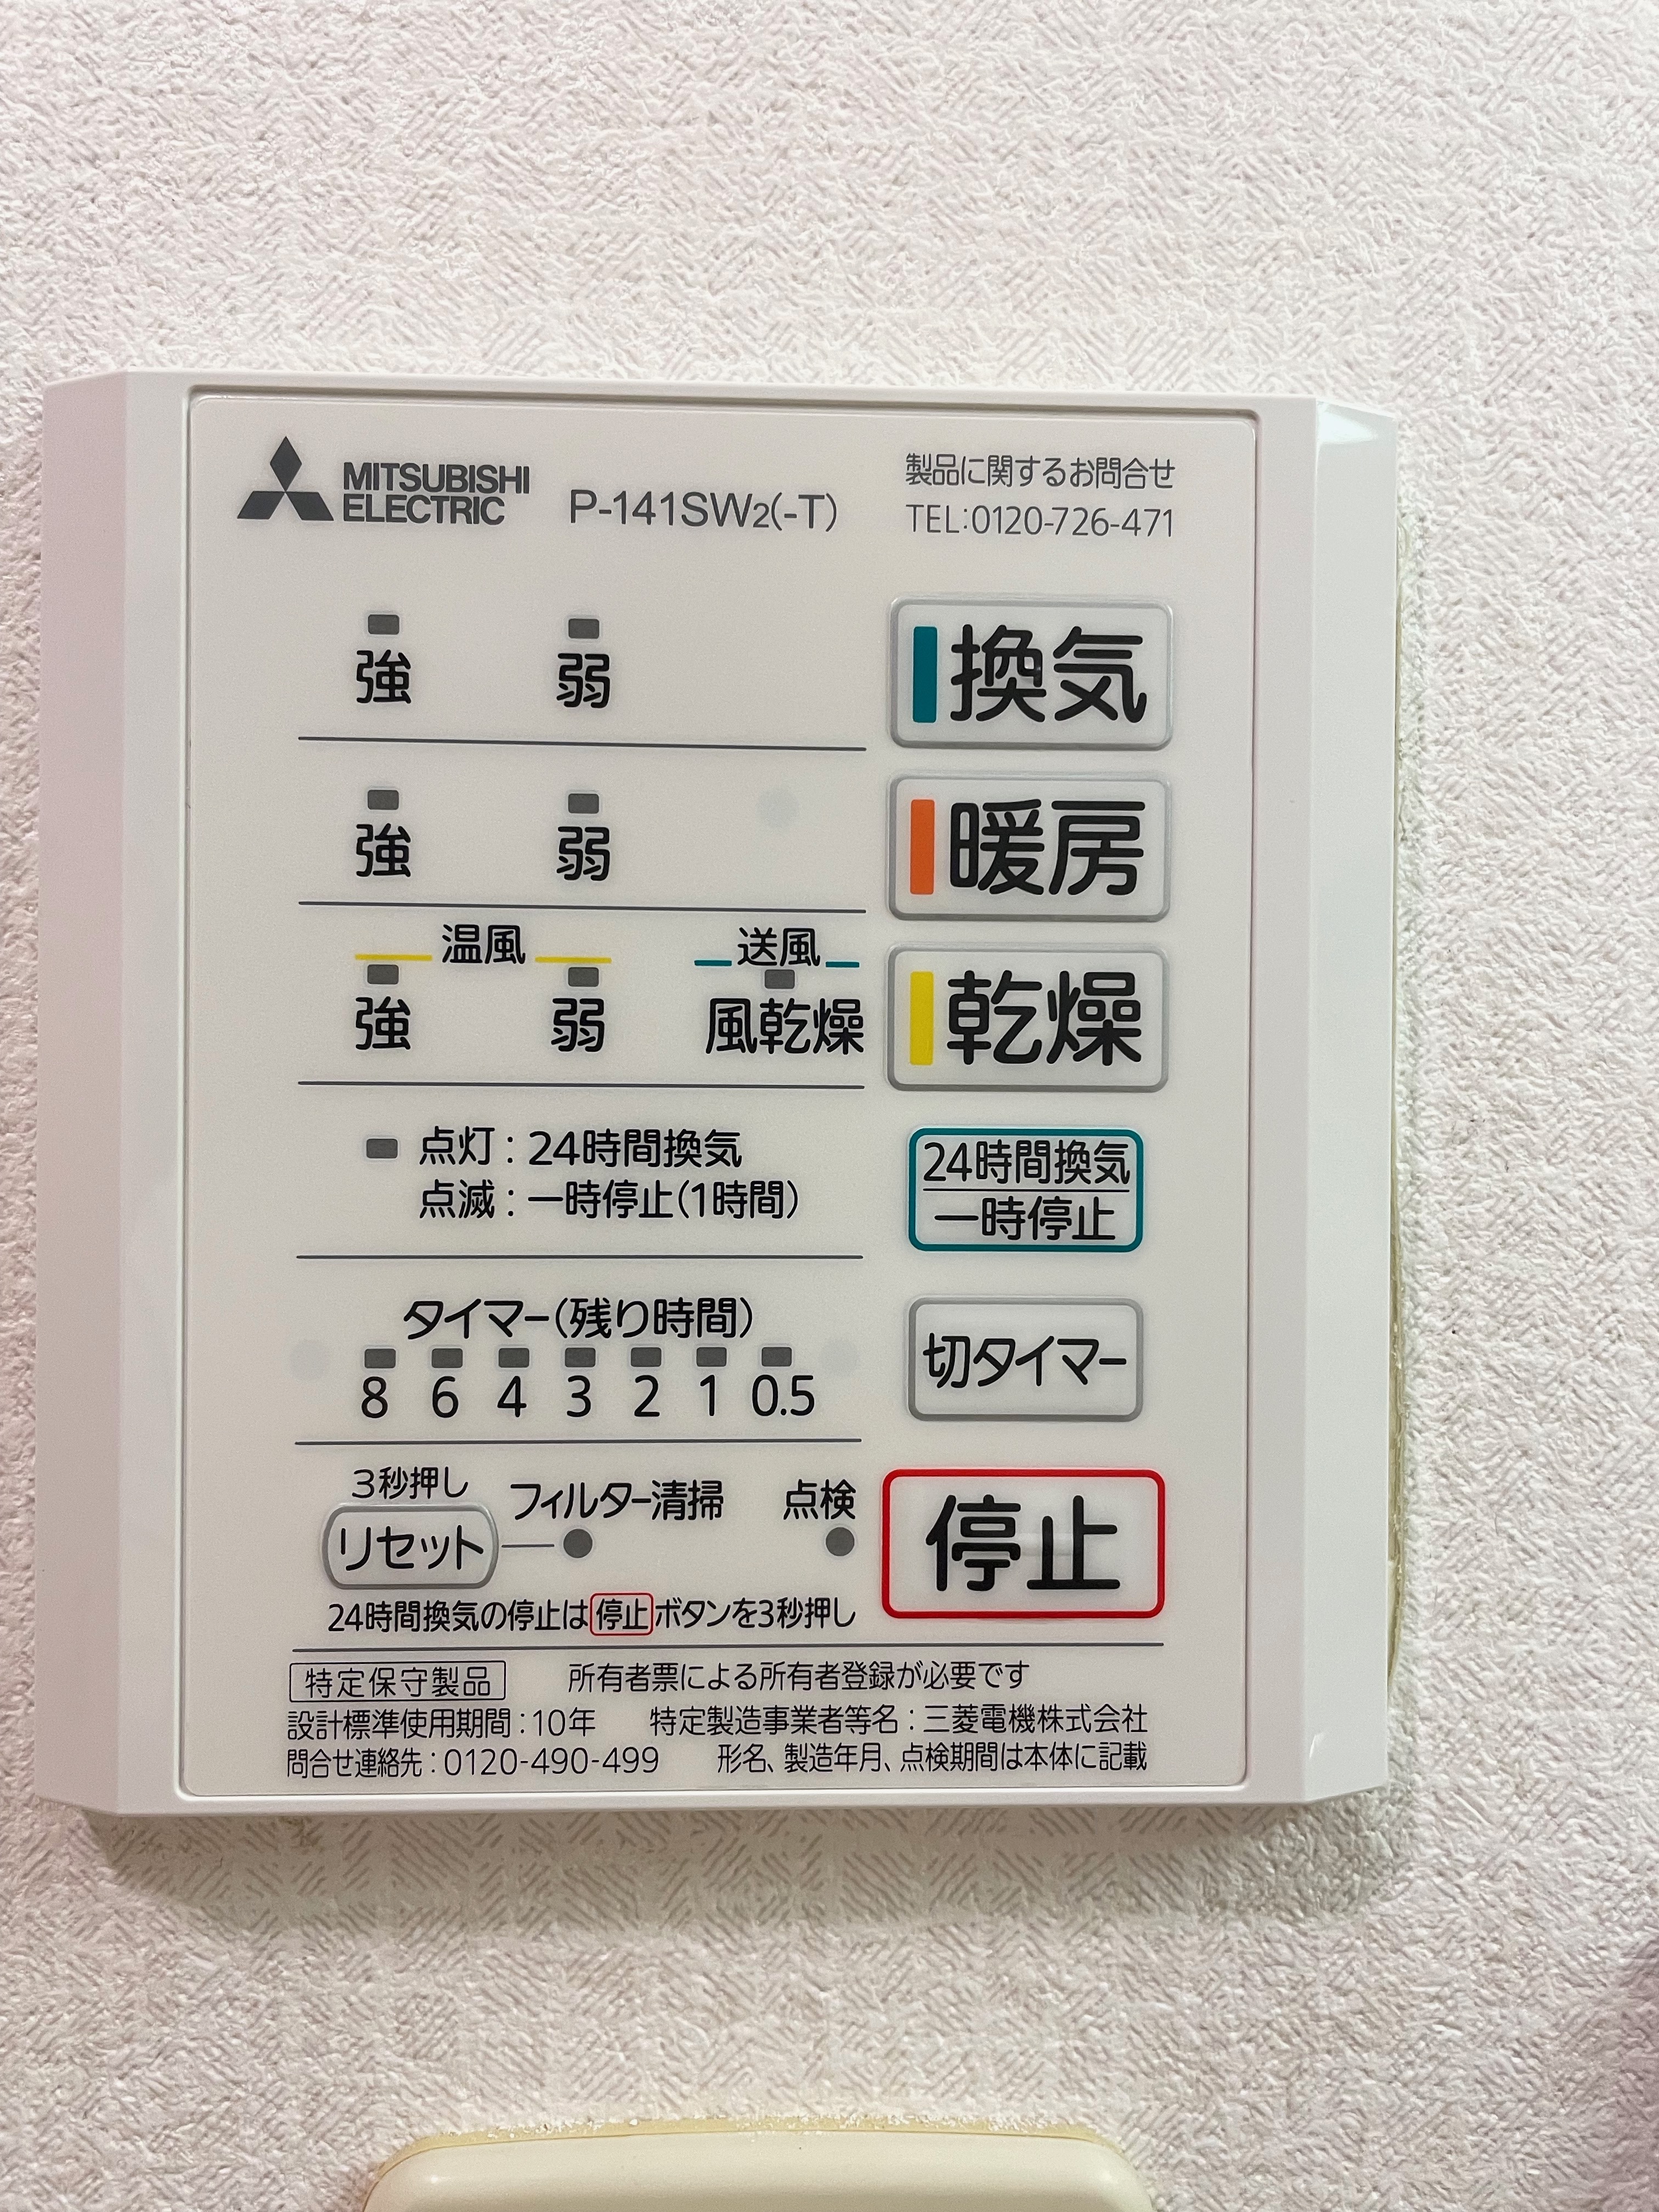 MITSUBISHI
ELECTRIC
P-141SW2(-T)
製品に関するお問合せ
TEL:0120-726-471
強 弱 換気
強 弱 暖房
温風 送風
強 弱 風乾燥 乾燥
点灯:24時間換気
点滅:一時停止(1時間)
24時間換気
一時停止
タイマー(残り時間)
8 6 4 3 2 1 0.5
切タイマー
3秒押し
リセット
フィルター清掃
点検
停止
24時間換気の停止は停止ボタンを3秒押し
特定保守製品 所有者票による所有者登録が必要です
設計標準使用期間:10年 特定製造事業者等名:三菱電機株式会社
問合せ連絡先:0120-490-499 形名、製造年月、点検期間は本体に記載